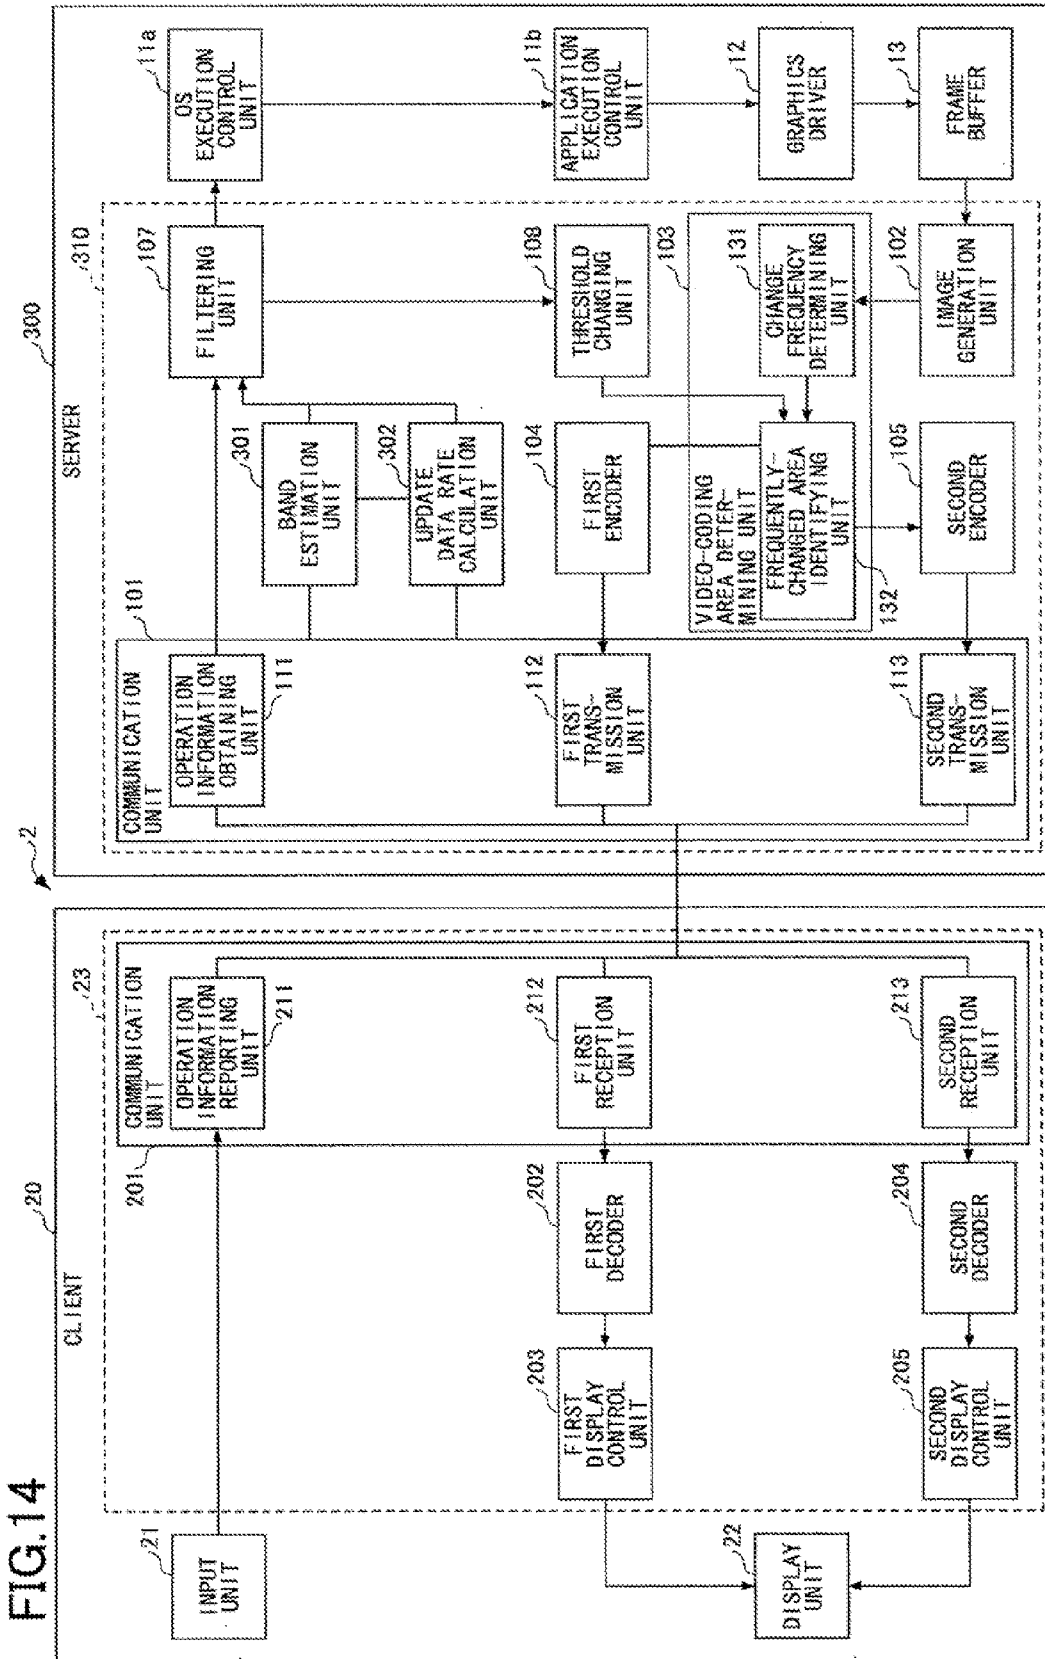 FIG.14
2
20
CLIENT
21
INPUT
UNIT
23
201
COMMUNICATION
UNIT
OPERATION
INFORMATION
REPORTING
UNIT
211
203
FIRST
DISPLAY
CONTROL
UNIT
202
FIRST
DECODER
212
FIRST
RECEPTION
UNIT
22
DISPLAY
UNIT
205
SECOND
DISPLAY
CONTROL
UNIT
204
SECOND
DECODER
213
SECOND
RECEPTION
UNIT
300
SERVER
310
101
COMMUNICATION
UNIT
OPERATION
INFORMATION
OBTAINING
UNIT
111
107
FILTERING
UNIT
11a
OS
EXECUTION
CONTROL
UNIT
301
BAND
ESTIMATION
UNIT
302
UPDATE
DATA RATE
CALCULATION
UNIT
112
FIRST
TRANS-
MISSION
UNIT
104
FIRST
ENCODER
108
THRESHOLD
CHANGING
UNIT
11b
APPLICATION
EXECUTION
CONTROL
UNIT
103
VIDEO-CODING
AREA DETER-
MINING UNIT
FREQUENTLY-
CHANGED AREA
IDENTIFYING
UNIT
132
131
CHANGE
FREQUENCY
DETERMINING
UNIT
12
GRAPHICS
DRIVER
113
SECOND
TRANS-
MISSION
UNIT
105
SECOND
ENCODER
102
IMAGE
GENERATION
UNIT
13
FRAME
BUFFER